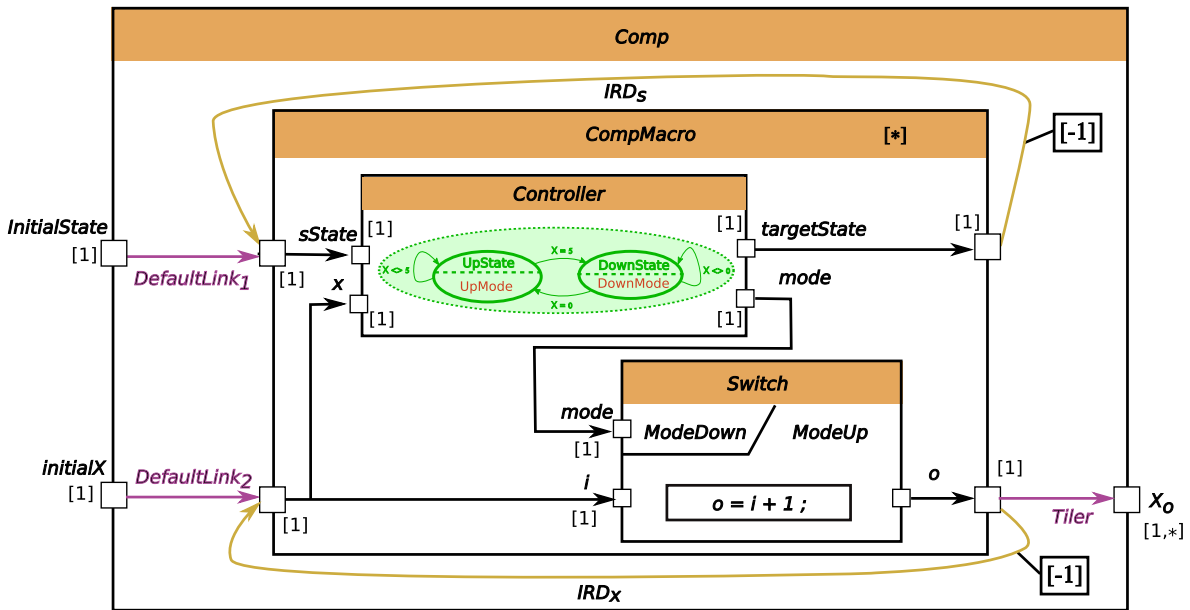 Comp
IRDS
[-1]
CompMacro [*]
Controller
InitialState
[1]
DefaultLink1
[1]
sState
[1]
x
[1]
X <> 5
UpState
UpMode
X = 5
X = 0
DownState
DownMode
X <> 0
[1]
targetState
[1]
mode
[1]
Switch
mode
[1]
ModeDown
ModeUp
initialX
[1]
DefaultLink2
[1]
i
[1]
o = i + 1 ;
o
[1]
Tiler
Xo
[1,*]
[-1]
IRDX